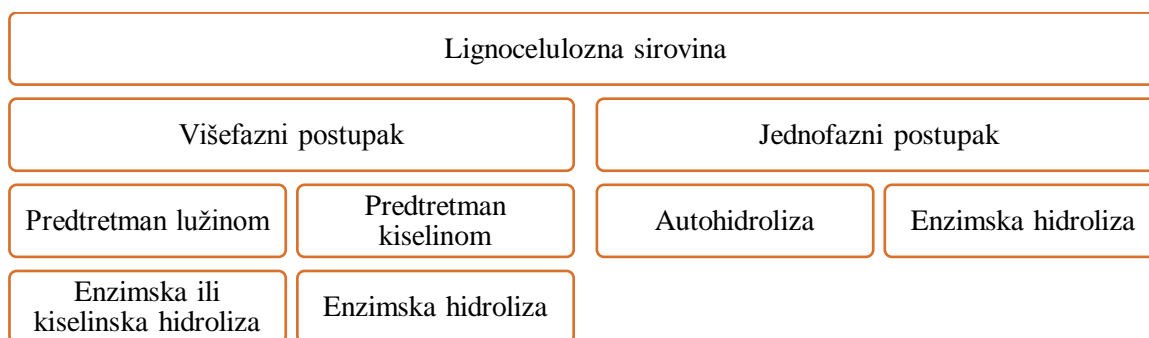 Lignocelulozna sirovina
Višefazni postupak
Jednofazni postupak
Predtretman lužinom
Predtretman
kiselinom
Autohidroliza
Enzimska hidroliza
Enzimska ili
kiselinska hidroliza
Enzimska hidroliza